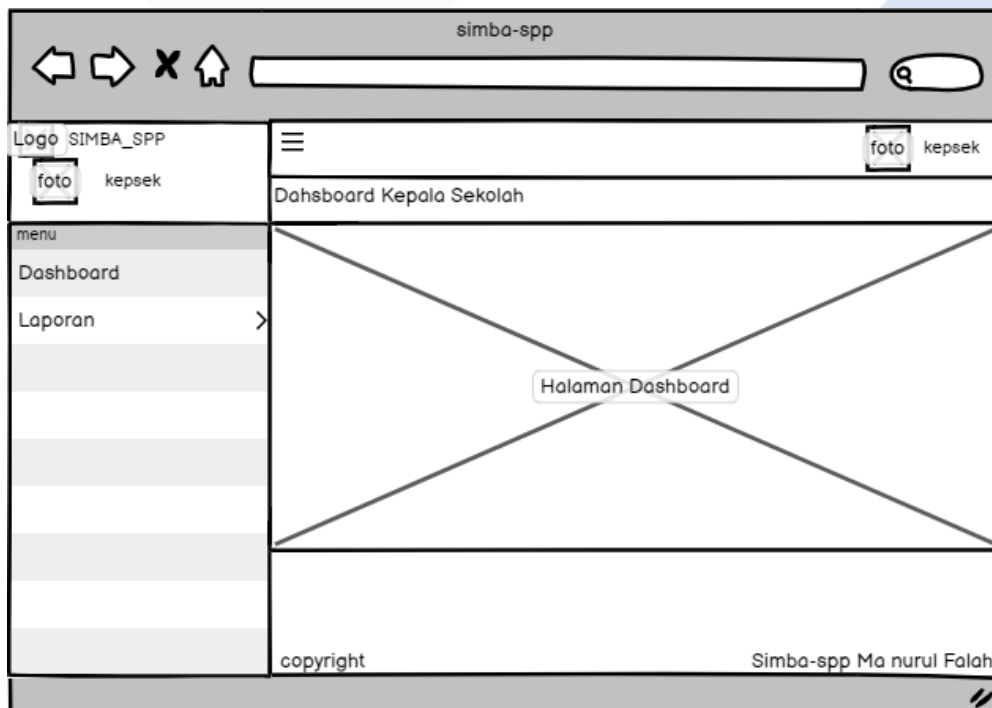 simba-spp
Logo SIMBA_SPP
foto kepsek
foto kepsek
Dahsboard Kepala Sekolah
menu
Dashboard
Laporan
Halaman Dashboard
copyright
Simba-spp Ma nurul Falah